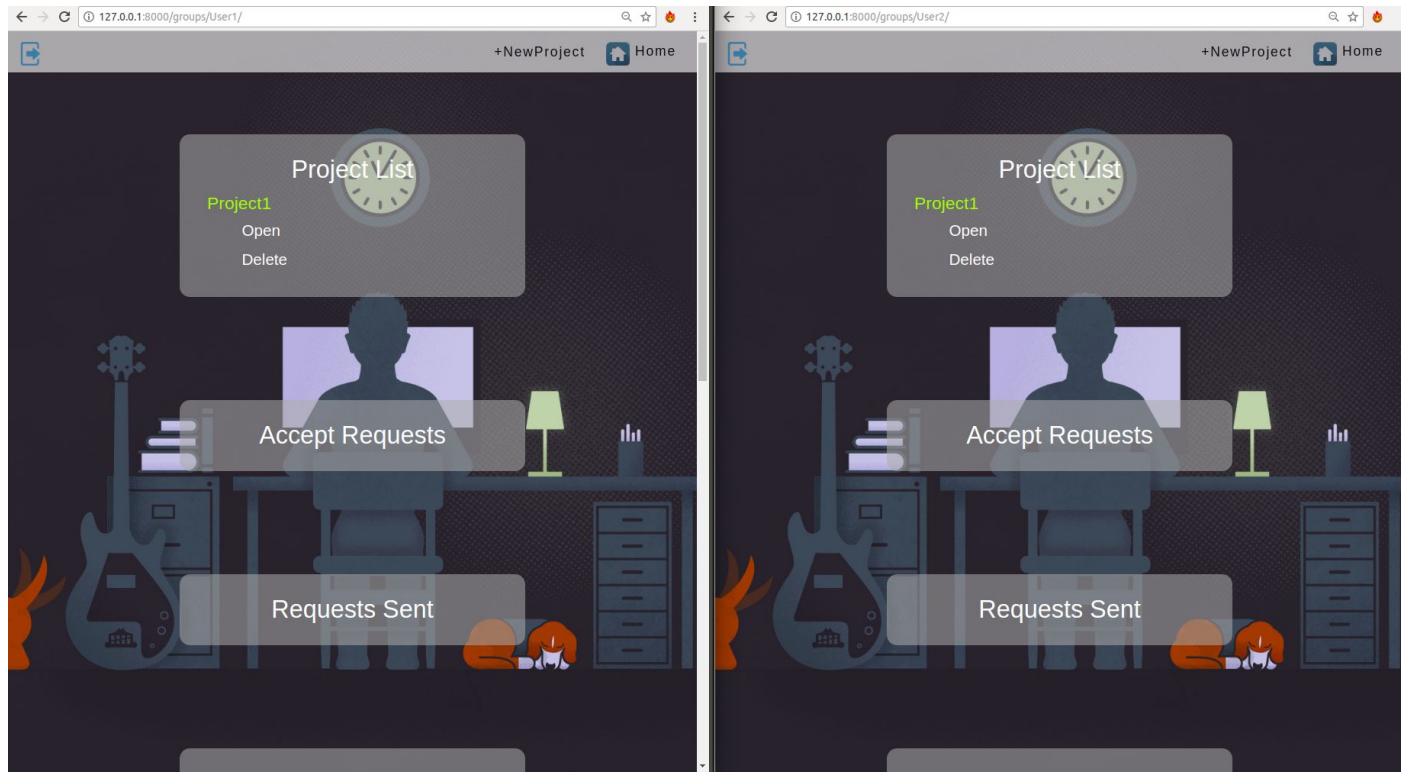 127.0.0.1:8000/groups/User1/
+NewProject Home
Project List
Project1
Open
Delete
Accept Requests
Requests Sent
127.0.0.1:8000/groups/User2/
+NewProject Home
Project List
Project1
Open
Delete
Accept Requests
Requests Sent